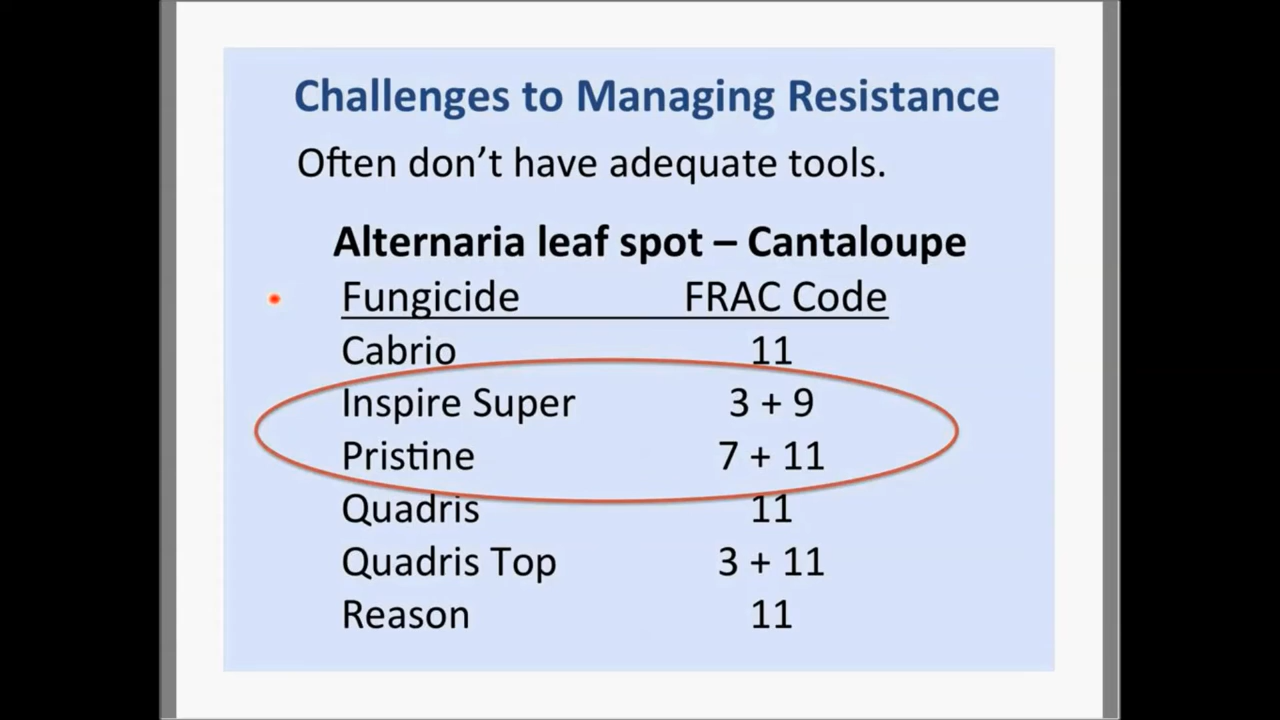 Challenges to Managing Resistance
Often don’t have adequate tools.
Alternaria leaf spot – Cantaloupe
Fungicide FRAC Code
Cabrio 11
Inspire Super 3 + 9
Pristine 7 + 11
Quadris 11
Quadris Top 3 + 11
Reason 11